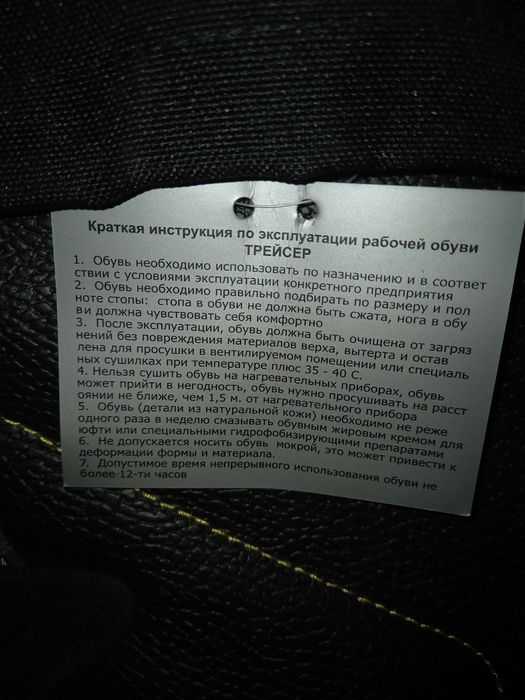 Краткая инструкция по эксплуатации рабочей обуви
ТРЕЙСЕР
1. Обувь необходимо использовать по назначению и в соответ
ствии с условиями эксплуатации конкретного предприятия
2. Обувь необходимо правильно подбирать по размеру и пол
ноте стопы: стопа в обуви не должна быть сжата, нога в обу
ви должна чувствовать себя комфортно
3. После эксплуатации, обувь должна быть очищена от загряз
нений без повреждения материалов верха, вытерта и остав
лена для просушки в вентилируемом помещении или специаль
ных сушилках при температуре плюс 35 - 40 С.
4. Нельзя сушить обувь на нагревательных приборах, обувь
может прийти в негодность, обувь нужно просушивать на расст
оянии не ближе, чем 1,5 м. от нагревательного прибора
5. Обувь (детали из натуральной кожи) необходимо не реже
одного раза в неделю смазывать обувным жировым кремом для
юфти или специальными гидрофобизирующими препаратами
6. Не допускается носить обувь мокрой, это может привести к
деформации формы и материала.
7. Допустимое время непрерывного использования обуви не
более 12-ти часов